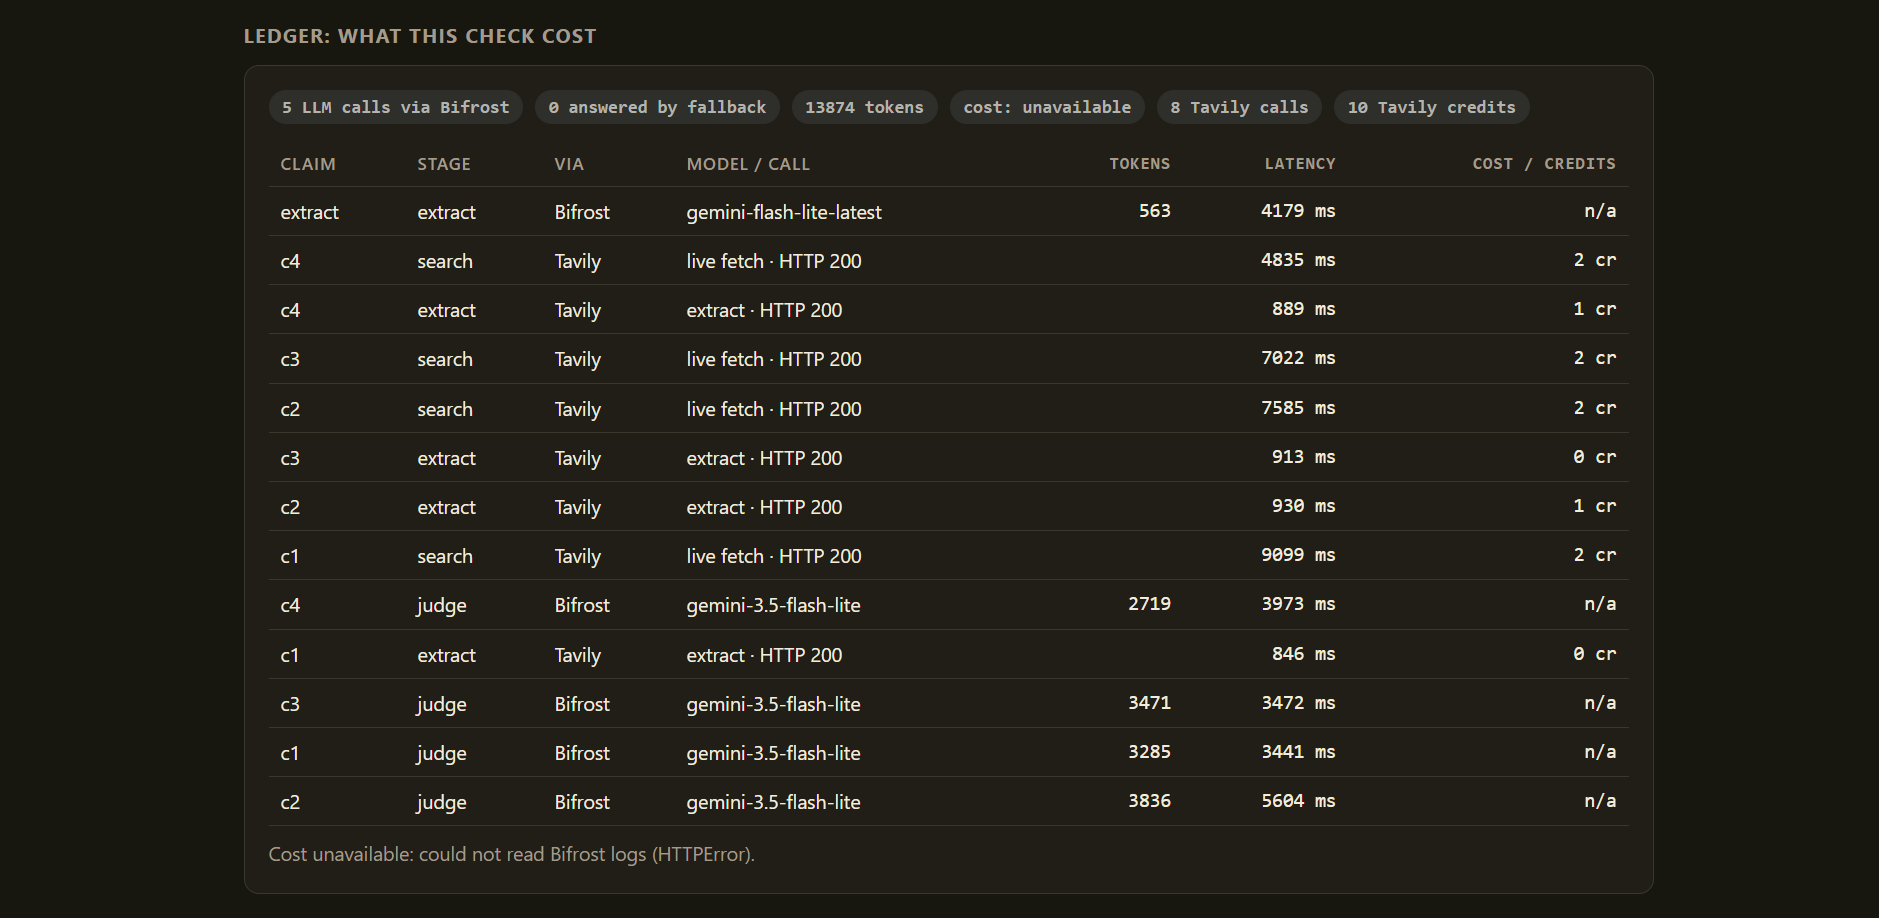 LEDGER: WHAT THIS CHECK COST
5 LLM calls via Bifrost 0 answered by fallback 13874 tokens cost: unavailable 8 Tavily calls 10 Tavily credits
CLAIM STAGE VIA MODEL / CALL TOKENS LATENCY COST / CREDITS
extract extract Bifrost gemini-flash-lite-latest 563 4179 ms n/a
c4 search Tavily live fetch · HTTP 200 4835 ms 2 cr
c4 extract Tavily extract · HTTP 200 889 ms 1 cr
c3 search Tavily live fetch · HTTP 200 7022 ms 2 cr
c2 search Tavily live fetch · HTTP 200 7585 ms 2 cr
c3 extract Tavily extract · HTTP 200 913 ms 0 cr
c2 extract Tavily extract · HTTP 200 930 ms 1 cr
c1 search Tavily live fetch · HTTP 200 9099 ms 2 cr
c4 judge Bifrost gemini-3.5-flash-lite 2719 3973 ms n/a
c1 extract Tavily extract · HTTP 200 846 ms 0 cr
c3 judge Bifrost gemini-3.5-flash-lite 3471 3472 ms n/a
c1 judge Bifrost gemini-3.5-flash-lite 3285 3441 ms n/a
c2 judge Bifrost gemini-3.5-flash-lite 3836 5604 ms n/a
Cost unavailable: could not read Bifrost logs (HTTPError).